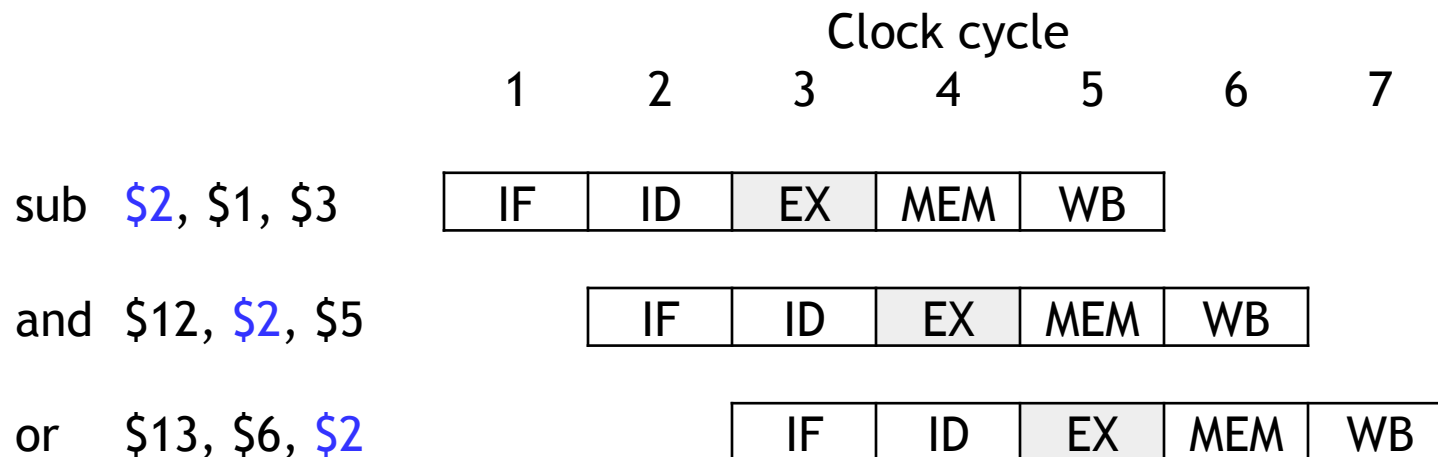 Clock cycle
1 2 3 4 5 6 7
sub $2, $1, $3 IF ID EX MEM WB
and $12, $2, $5 IF ID EX MEM WB
or $13, $6, $2 IF ID EX MEM WB